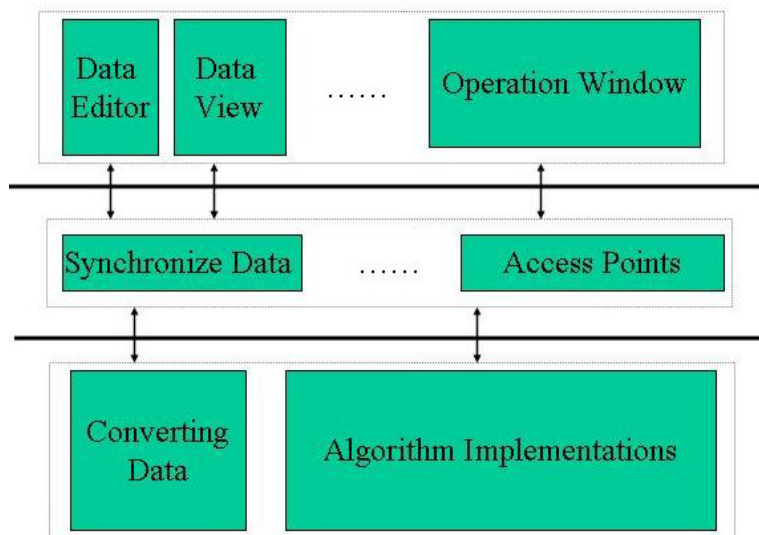 Data
Editor
Data
View
......
Operation Window
Synchronize Data
......
Access Points
Converting
Data
Algorithm Implementations